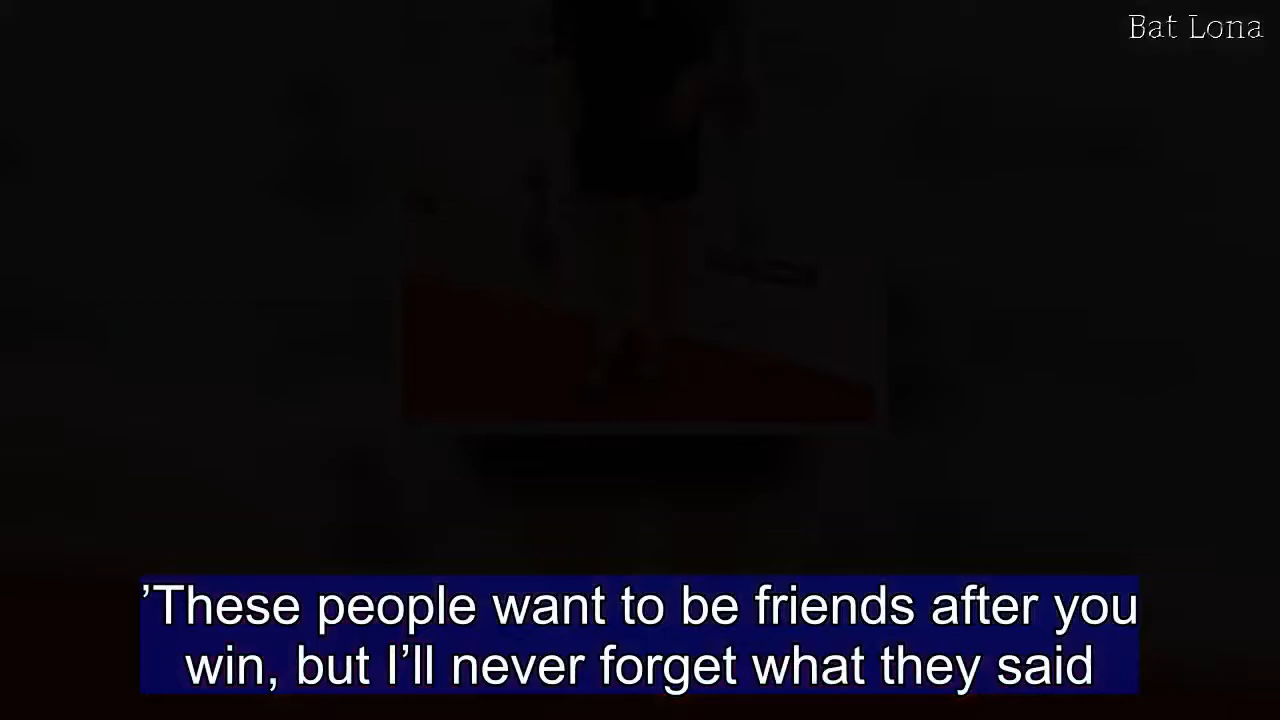 Bat Lona
’These people want to be friends after you
win, but I’ll never forget what they said